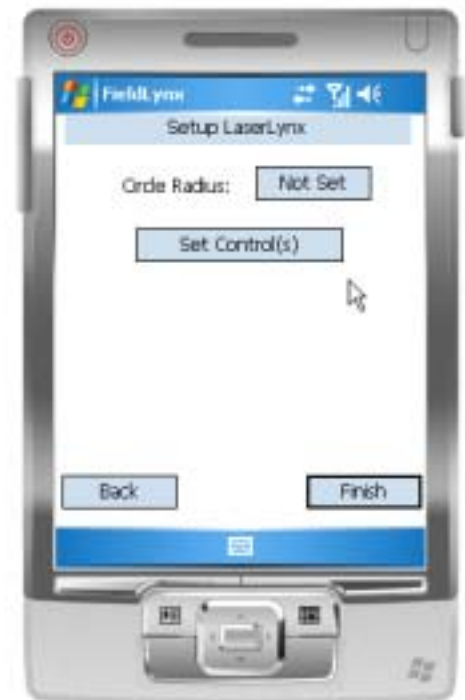 FieldLynx
Setup LaserLynx
Circle Radius: Not Set
Set Control(s)
Back Finish